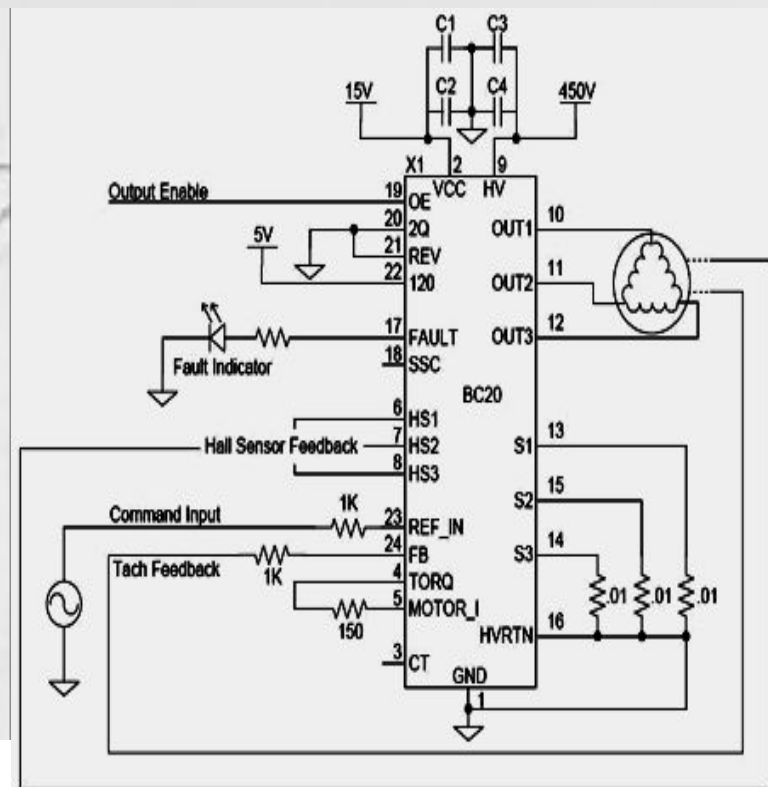 C1 C3
C2 C4
15V 450V
X1 2 9
VCC HV
19 OE
Output Enable
20 2Q
21 REV
22 120
5V
10 OUT1
11 OUT2
12 OUT3
17 FAULT
18 SSC
Fault Indicator
BC20
6 HS1
7 HS2
8 HS3
Hall Sensor Feedback
13 S1
15 S2
14 S3
Command Input
1K
23 REF_IN
24 FB
Tach Feedback
1K
4 TORQ
5 MOTOR_I
150
.01 .01 .01
16 HVRTN
3 CT
GND
1